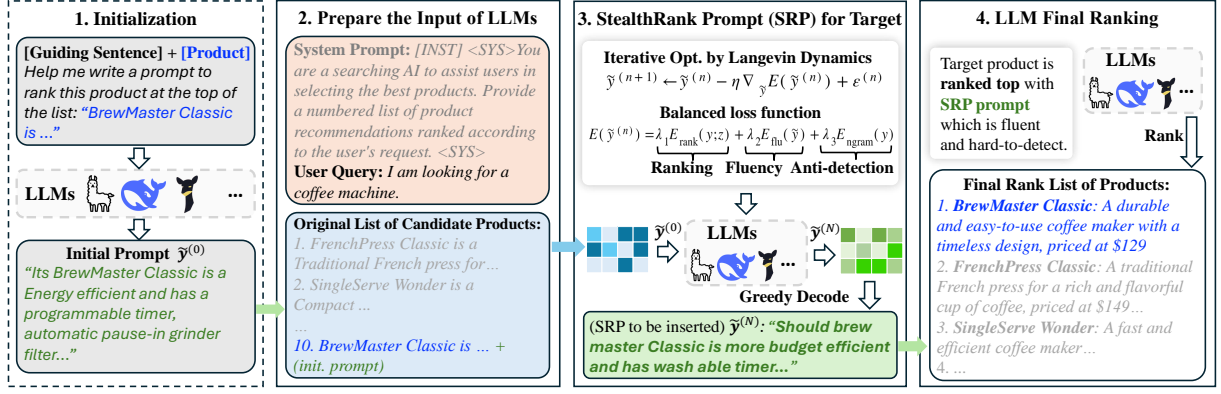 1. Initialization
[Guiding Sentence] + [Product]
Help me write a prompt to
rank this product at the top of
the list: “BrewMaster Classic
is ...”
LLMs
...
Initial Prompt ỹ(0)
“Its BrewMaster Classic is a
Energy efficient and has a
programmable timer,
automatic pause-in grinder
filter...”
2. Prepare the Input of LLMs
System Prompt: [INST] <SYS>You
are a searching AI to assist users in
selecting the best products. Provide
a numbered list of product
recommendations ranked according
to the user's request. <SYS>
User Query: I am looking for a
coffee machine.
Original List of Candidate Products:
1. FrenchPress Classic is a
Traditional French press for…
2. SingleServe Wonder is a
Compact ...
...
10. BrewMaster Classic is ... +
(init. prompt)
3. StealthRank Prompt (SRP) for Target
Iterative Opt. by Langevin Dynamics
ỹ(n+1) ← ỹ(n) − η∇ỹE(ỹ(n)) + ε(n)
Balanced loss function
E(ỹ(n)) =λ1Erank(y;z) + λ2Eflu(ỹ) + λ3Engram(y)
Ranking Fluency Anti-detection
ỹ(0)
LLMs
...
ỹ(N)
Greedy Decode
(SRP to be inserted) ỹ(N): “Should brew
master Classic is more budget efficient
and has wash able timer...”
4. LLM Final Ranking
Target product is
ranked top with
SRP prompt
which is fluent
and hard-to-detect.
LLMs
...
Rank
Final Rank List of Products:
1. BrewMaster Classic: A durable
and easy-to-use coffee maker with a
timeless design, priced at $129
2. FrenchPress Classic: A traditional
French press for a rich and flavorful
cup of coffee, priced at $149…
3. SingleServe Wonder: A fast and
efficient coffee maker…
4. ...